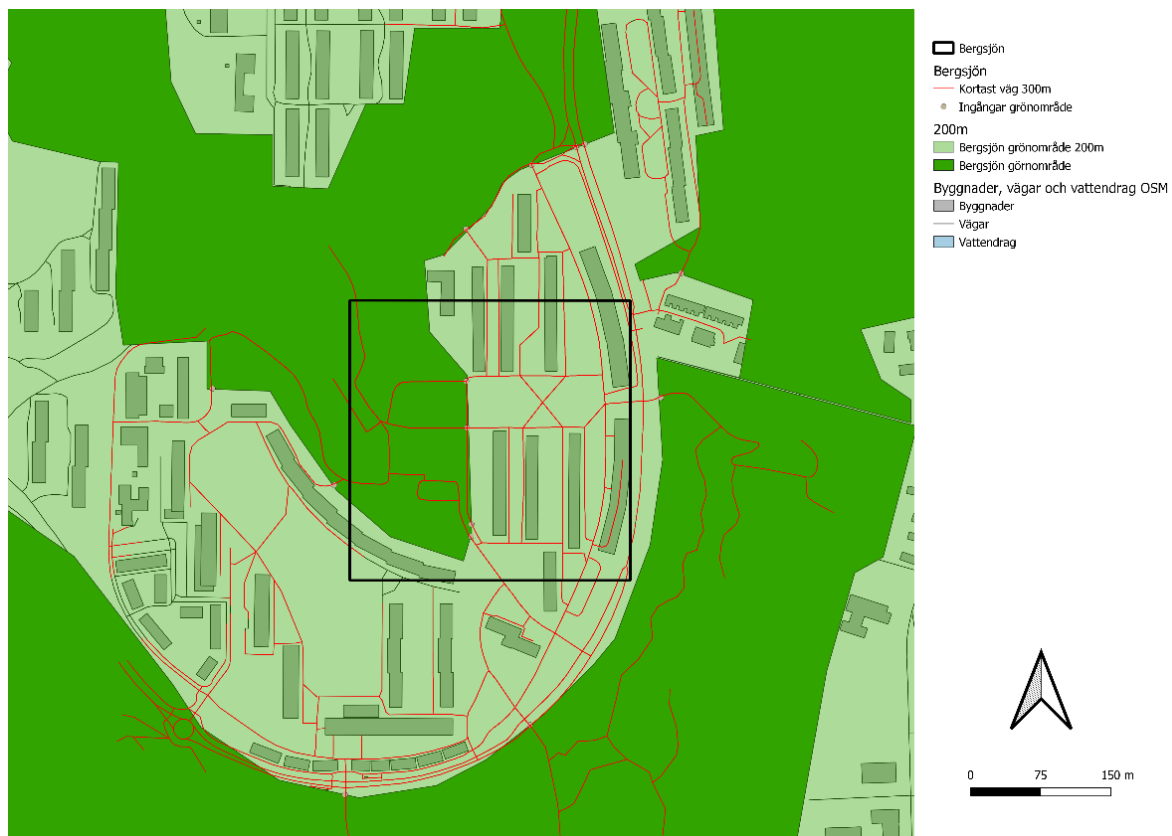 Bergsjön
Bergsjön
Kortast väg 300m
Ingångar grönområde
200m
Bergsjön grönområde 200m
Bergsjön görnområde
Byggnader, vägar och vattendrag OSM
Byggnader
Vägar
Vattendrag
0 75 150 m